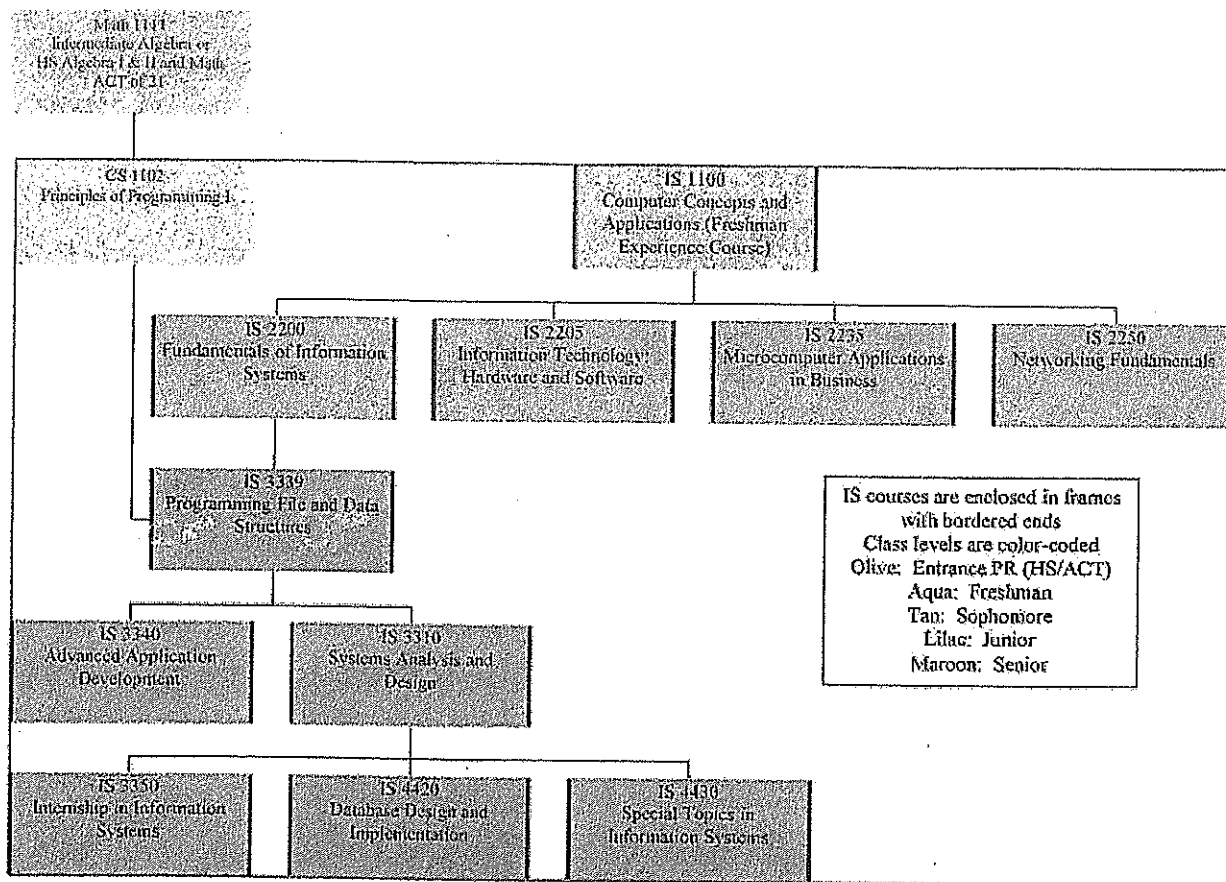 Math 1111
Intermediate Algebra or
HS Algebra I & II and Math
ACT of 21
CS 1102
Principles of Programming I
IS 1100
Computer Concepts and
Applications (Freshman
Experience Course)
IS 2200
Fundamentals of Information
Systems
IS 2205
Information Technology:
Hardware and Software
IS 2235
Microcomputer Applications
in Business
IS 2250
Networking Fundamentals
IS 3339
Programming File and Data
Structures
IS courses are enclosed in frames
with bordered ends
Class levels are color-coded
Olive: Entrance PR (HS/ACT)
Aqua: Freshman
Tan: Sophomore
Lilac: Junior
Maroon: Senior
IS 3340
Advanced Application
Development
IS 3310
Systems Analysis and
Design
IS 3350
Internship in Information
Systems
IS 4420
Database Design and
Implementation
IS 4430
Special Topics in
Information Systems